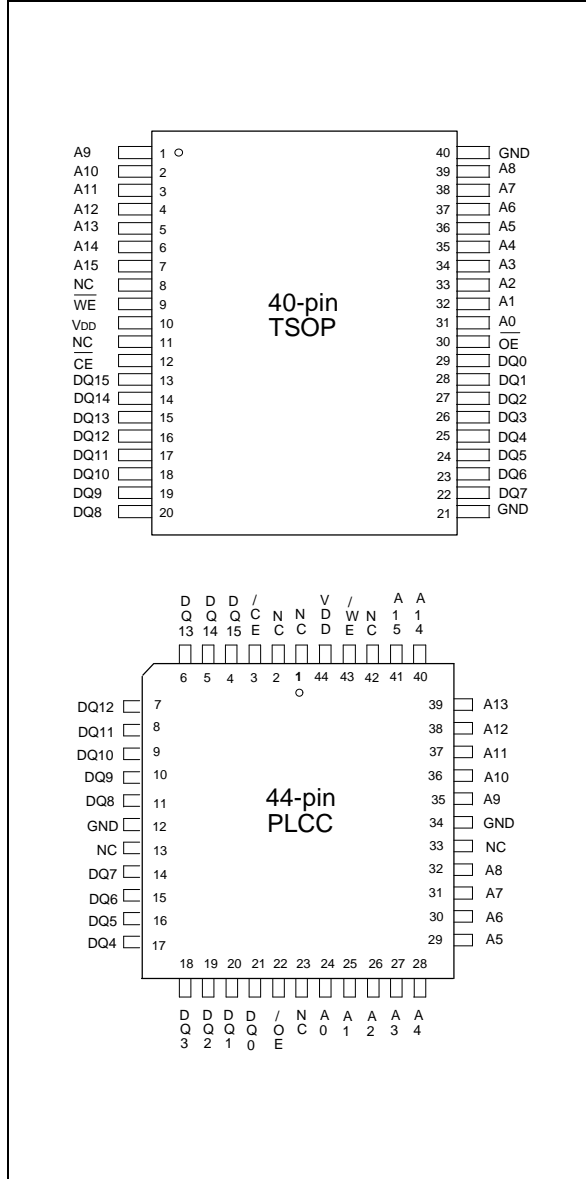 A9 1 40 GND
A10 2 39 A8
A11 3 38 A7
A12 4 37 A6
A13 5 36 A5
A14 6 35 A4
A15 7 34 A3
NC 8 33 A2
WE 9 32 A1
VDD 10 31 A0
NC 11 30 OE
CE 12 29 DQ0
DQ15 13 28 DQ1
DQ14 14 27 DQ2
DQ13 15 26 DQ3
DQ12 16 25 DQ4
DQ11 17 24 DQ5
DQ10 18 23 DQ6
DQ9 19 22 DQ7
DQ8 20 21 GND
40-pin
TSOP
DQ13 DQ14 DQ15 /CE NC NC VDD /WE NC A15 A14
6 5 4 3 2 1 44 43 42 41 40
DQ12 7 39 A13
DQ11 8 38 A12
DQ10 9 37 A11
DQ9 10 36 A10
DQ8 11 35 A9
GND 12 34 GND
NC 13 33 NC
DQ7 14 32 A8
DQ6 15 31 A7
DQ5 16 30 A6
DQ4 17 29 A5
44-pin
PLCC
18 19 20 21 22 23 24 25 26 27 28
DQ3 DQ2 DQ1 DQ0 /OE NC A0 A1 A2 A3 A4